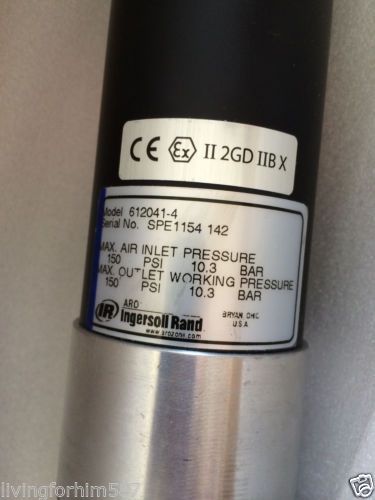 CE Ex II 2GD IIB X
Model 612041-4
Serial No. SPE1154 142
MAX. AIR INLET PRESSURE
150 PSI 10.3 BAR
MAX. OUTLET WORKING PRESSURE
150 PSI 10.3 BAR
ARO
IR Ingersoll Rand
www.arozone.com
BRYAN, OHIO
U.S.A.
livingforhim587